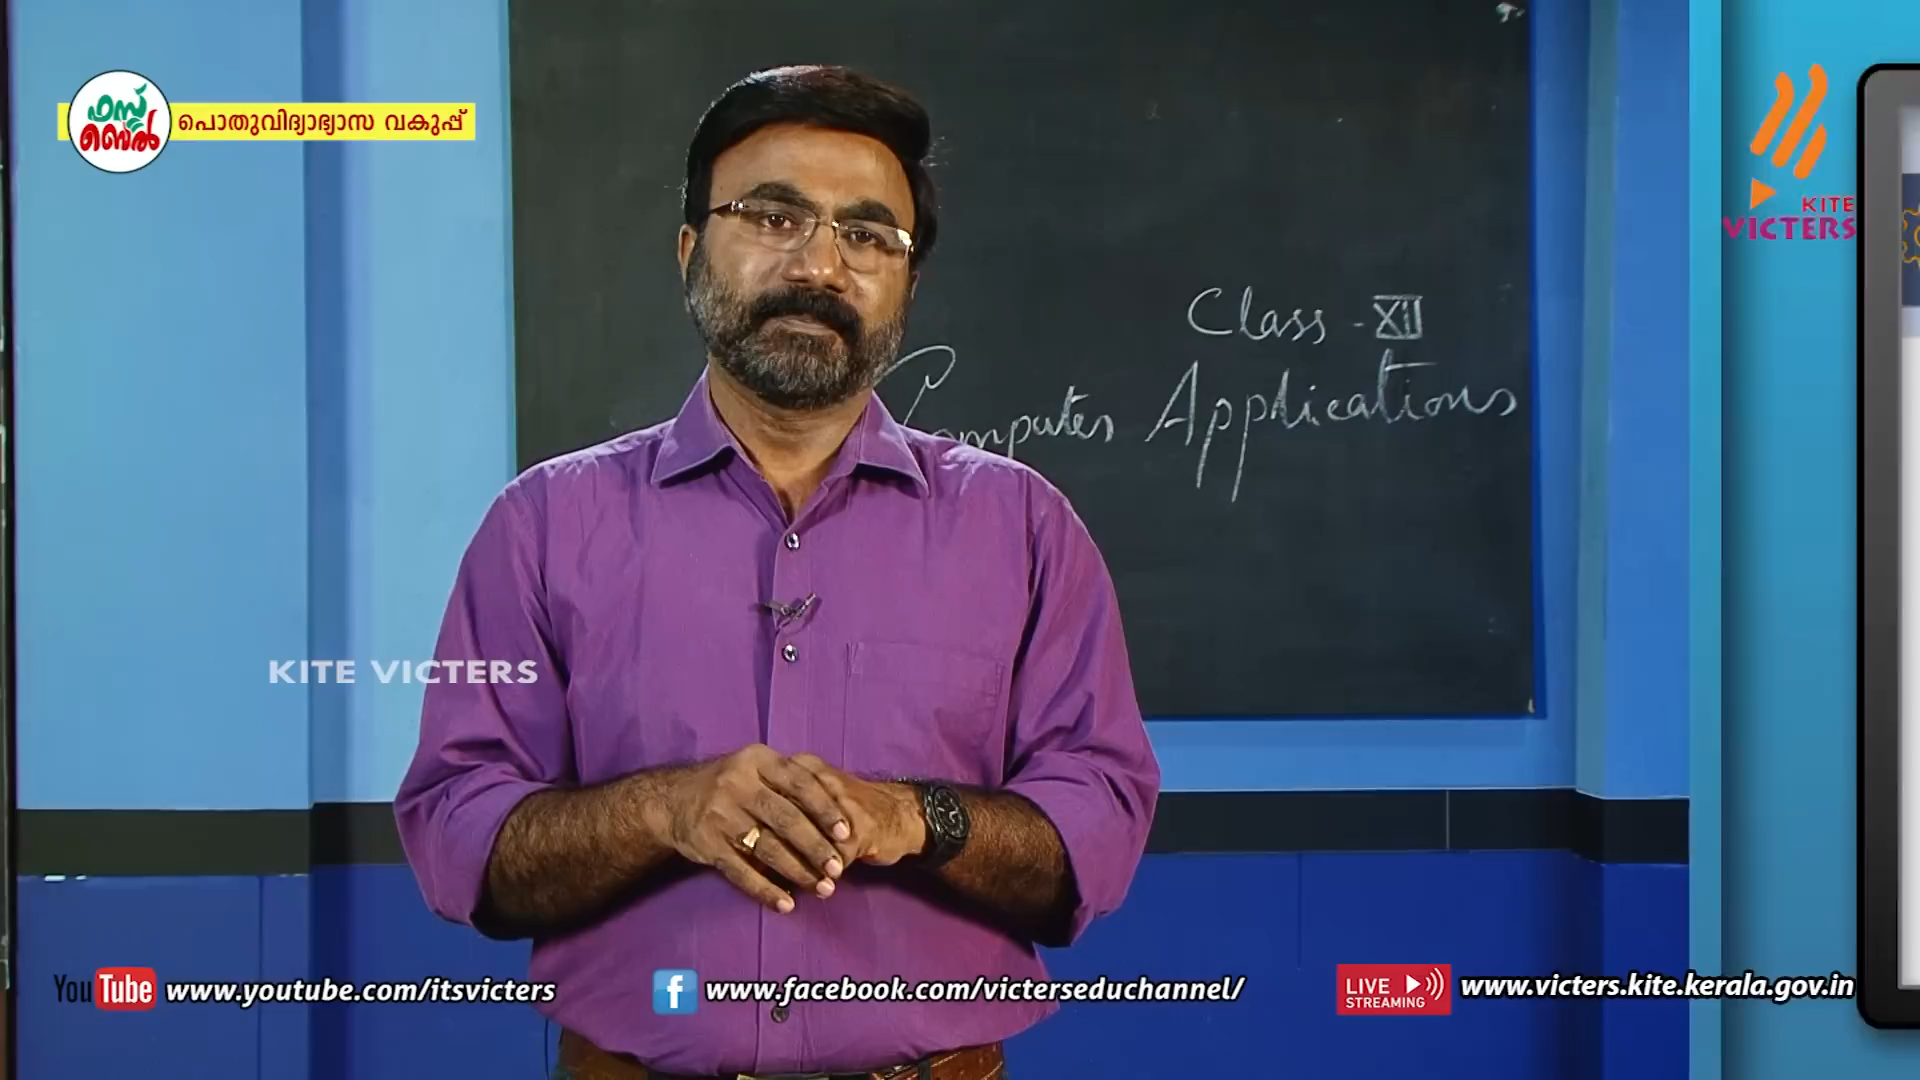 ഫസ്റ്റ്
ബെൽ
പൊതുവിദ്യാഭ്യാസ വകുപ്പ്
KITE
VICTERS
Class - XII
Computer Applications
KITE VICTERS
YouTube www.youtube.com/itsvicters
f www.facebook.com/victerseduchannel/
LIVE
STREAMING
www.victers.kite.kerala.gov.in